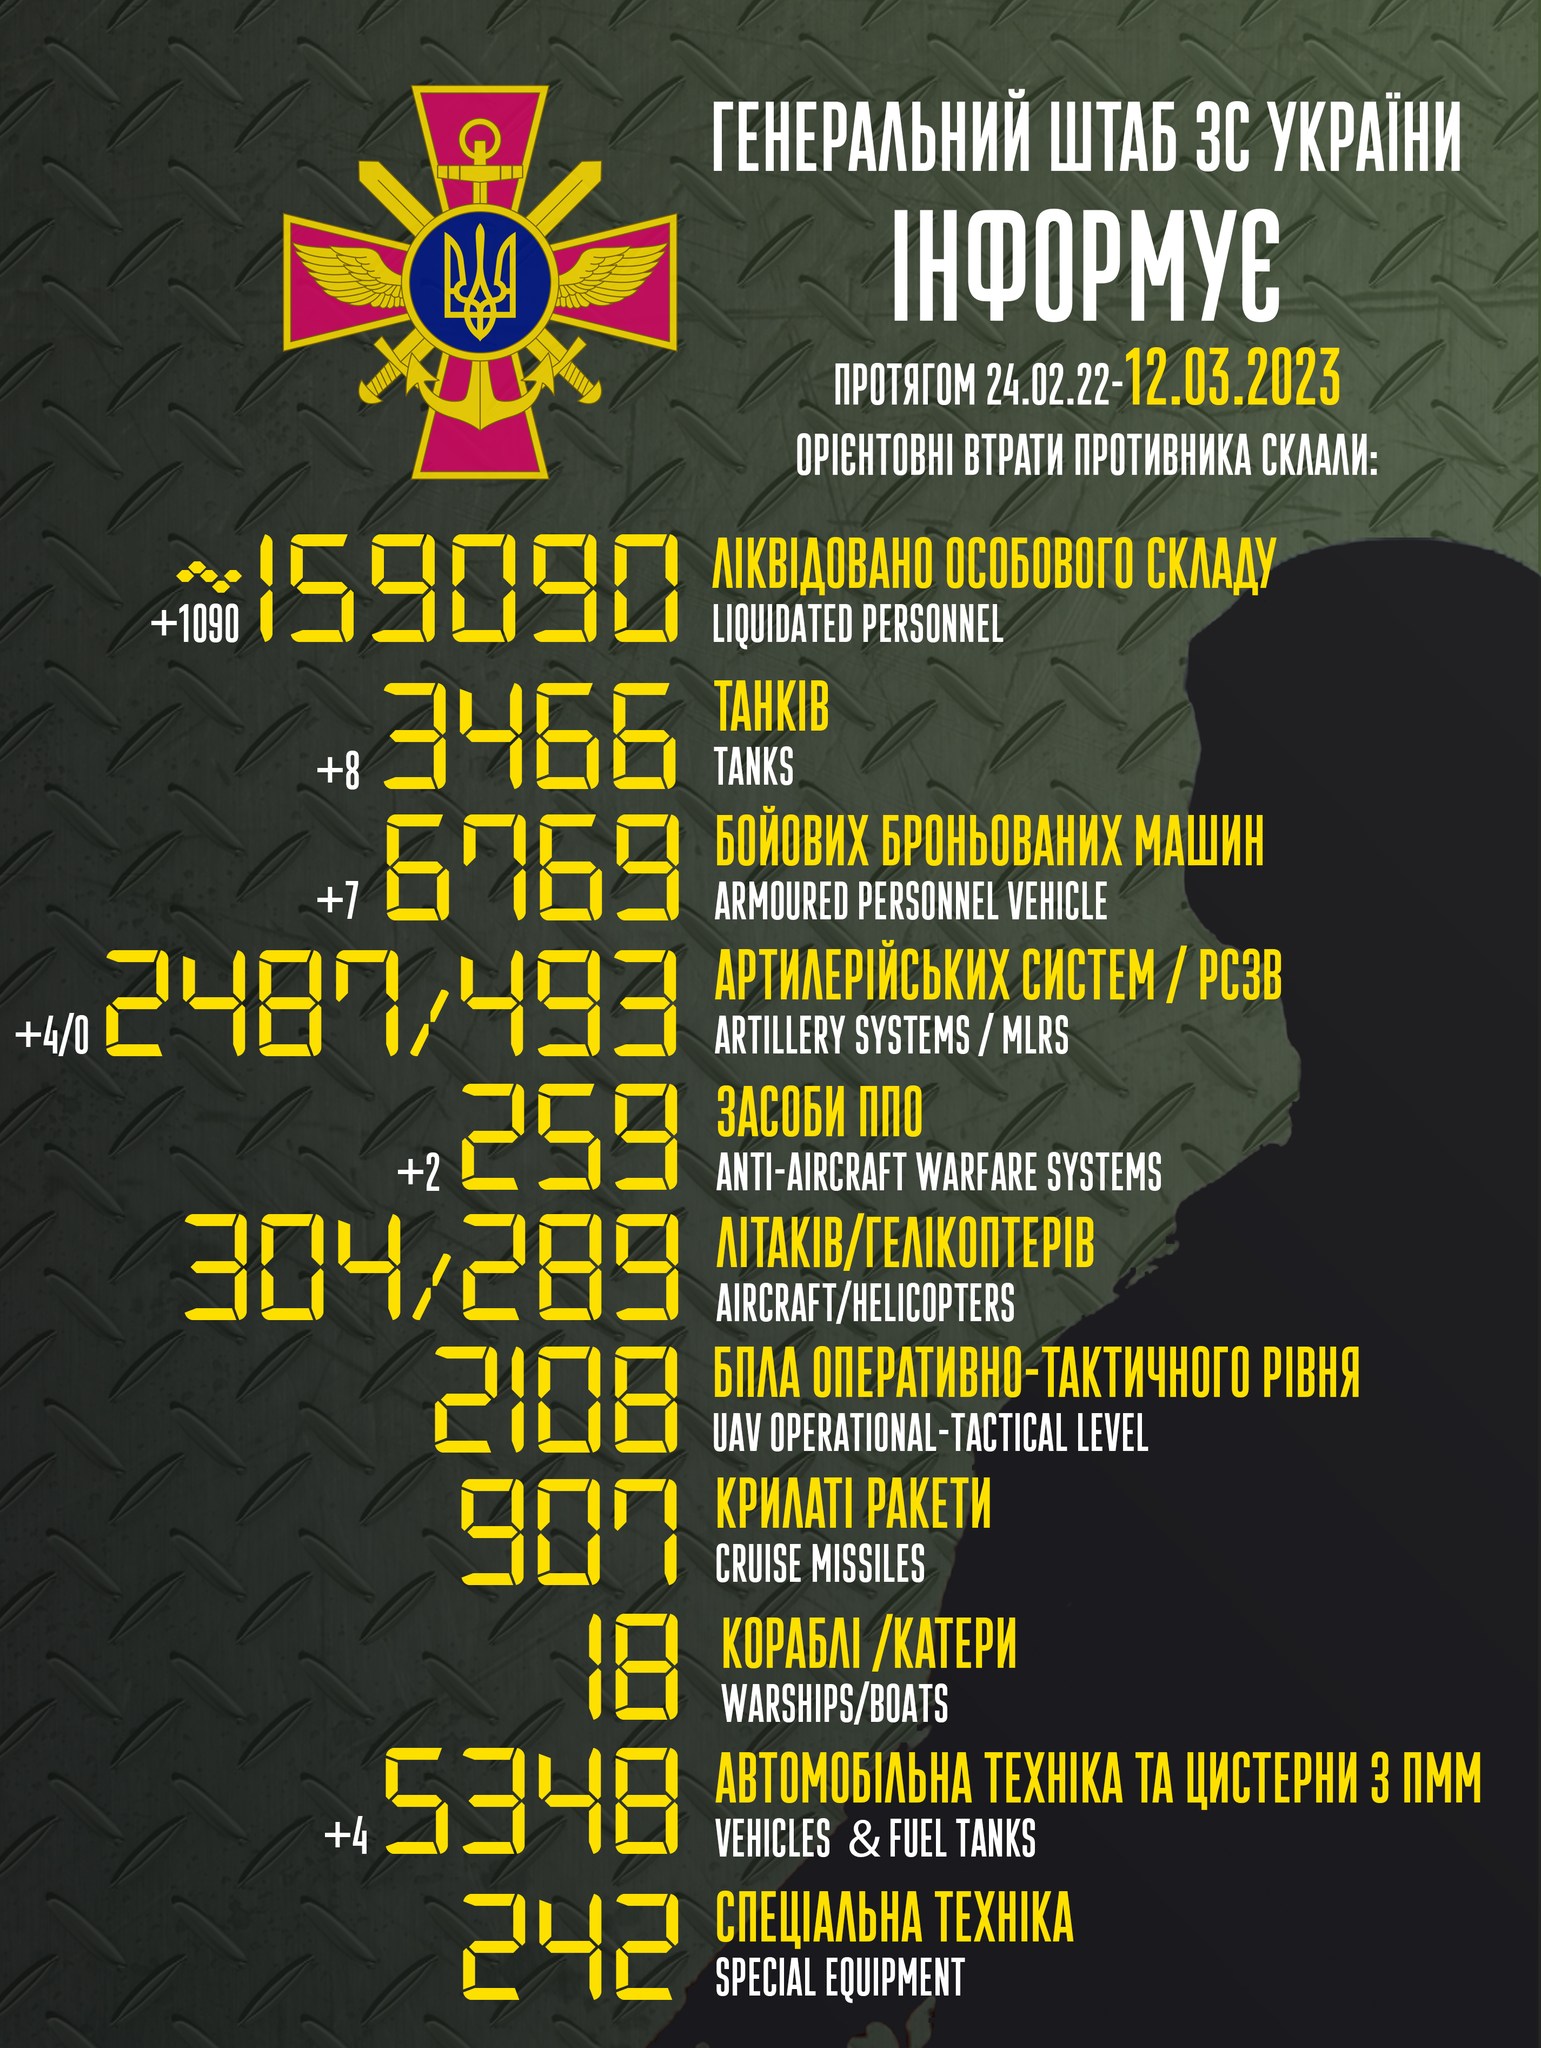 ГЕНЕРАЛЬНИЙ ШТАБ ЗС УКРАЇНИ
ІНФОРМУЄ
ПРОТЯГОМ 24.02.22-12.03.2023
ОРІЄНТОВНІ ВТРАТИ ПРОТИВНИКА СКЛАЛИ:
+1090 ~159090 ЛІКВІДОВАНО ОСОБОВОГО СКЛАДУ
LIQUIDATED PERSONNEL
+8 3466 ТАНКІВ
TANKS
+7 6769 БОЙОВИХ БРОНЬОВАНИХ МАШИН
ARMOURED PERSONNEL VEHICLE
+4/0 2487/493 АРТИЛЕРІЙСЬКИХ СИСТЕМ / РСЗВ
ARTILLERY SYSTEMS / MLRS
+2 259 ЗАСОБИ ППО
ANTI-AIRCRAFT WARFARE SYSTEMS
304/289 ЛІТАКІВ/ГЕЛІКОПТЕРІВ
AIRCRAFT/HELICOPTERS
2108 БПЛА ОПЕРАТИВНО-ТАКТИЧНОГО РІВНЯ
UAV OPERATIONAL-TACTICAL LEVEL
907 КРИЛАТІ РАКЕТИ
CRUISE MISSILES
18 КОРАБЛІ /КАТЕРИ
WARSHIPS/BOATS
+4 5348 АВТОМОБІЛЬНА ТЕХНІКА ТА ЦИСТЕРНИ З ПММ
VEHICLES & FUEL TANKS
242 СПЕЦІАЛЬНА ТЕХНІКА
SPECIAL EQUIPMENT